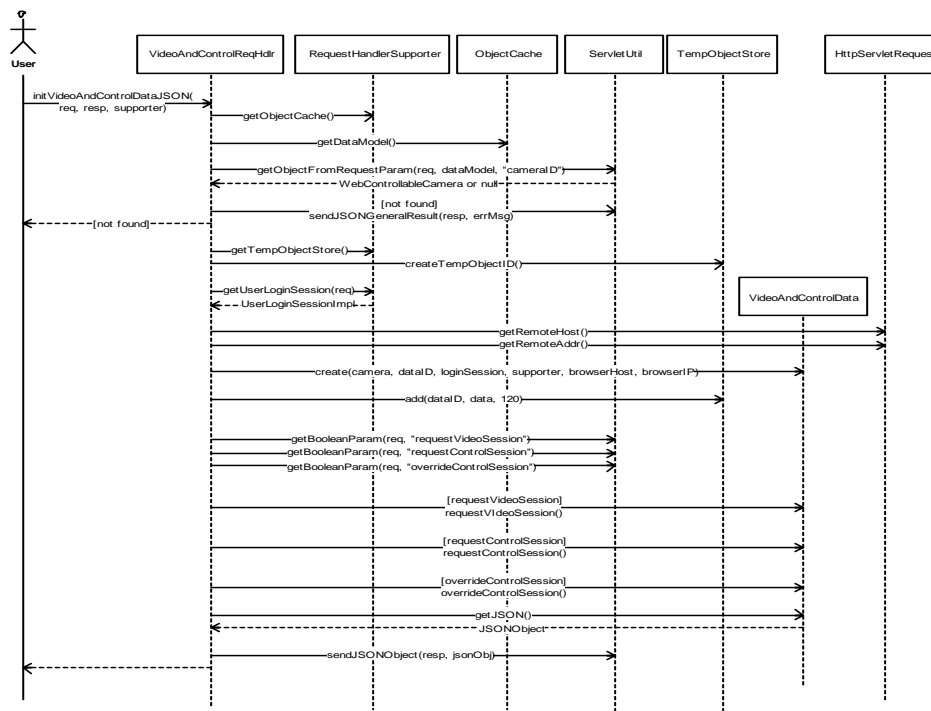 User
VideoAndControlReqHdlr
RequestHandlerSupporter
ObjectCache
ServletUtil
TempObjectStore
HttpServletRequest
initVideoAndControlDataJSON(
req, resp, supporter)
getObjectCache()
getDataModel()
getObjectFromRequestParam(req, dataModel, "cameraID")
WebControllableCamera or null
[not found]
sendJSONGeneralResult(resp, errMsg)
[not found]
getTempObjectStore()
createTempObjectID()
getUserLoginSession(req)
UserLoginSessionImpl
VideoAndControlData
getRemoteHost()
getRemoteAddr()
create(camera, dataID, loginSession, supporter, browserHost, browserIP)
add(dataID, data, 120)
getBooleanParam(req, "requestVideoSession")
getBooleanParam(req, "requestControlSession")
getBooleanParam(req, "overrideControlSession")
[requestVideoSession]
requestVIdeoSession()
[requestControlSession]
requestControlSession()
[overrideControlSession]
overrideControlSession()
getJSON()
JSONObject
sendJSONObject(resp, jsonObj)